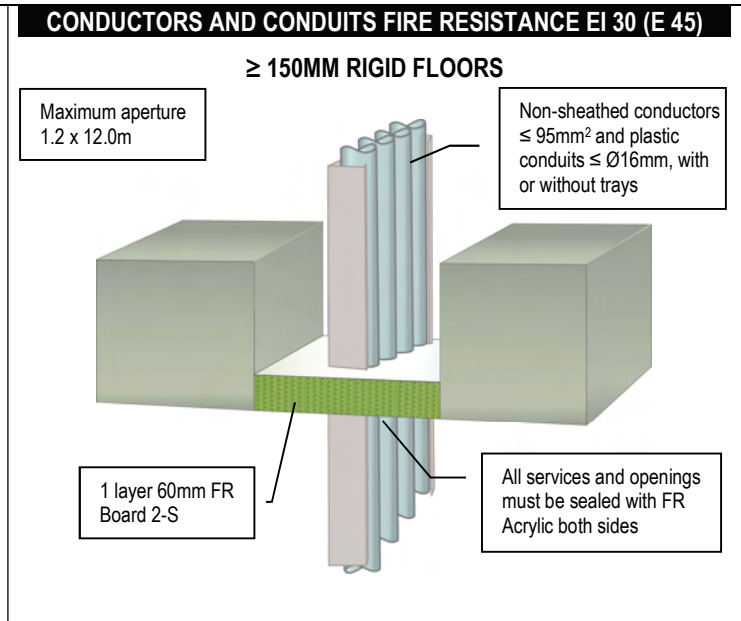 CONDUCTORS AND CONDUITS FIRE RESISTANCE EI 30 (E 45)
≥ 150MM RIGID FLOORS
Maximum aperture
1.2 x 12.0m
Non-sheathed conductors
≤ 95mm² and plastic
conduits ≤ Ø16mm, with
or without trays
1 layer 60mm FR
Board 2-S
All services and openings
must be sealed with FR
Acrylic both sides